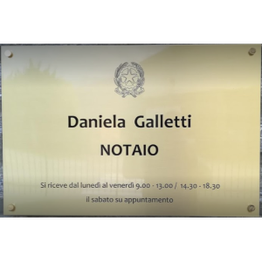 Daniela Galletti
NOTAIO
Si riceve dal lunedì al venerdì 9.00 - 13.00 / 14.30 - 18.30
il sabato su appuntamento